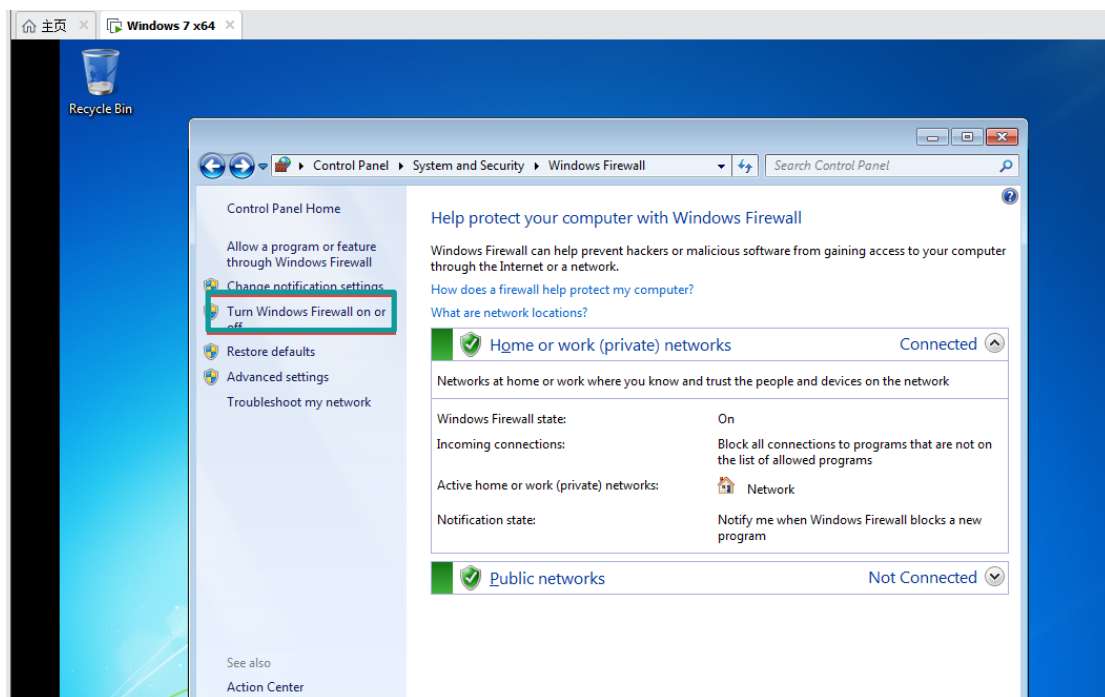 主页
Windows 7 x64
Recycle Bin
Control Panel
System and Security
Windows Firewall
Search Control Panel
Control Panel Home
Allow a program or feature
through Windows Firewall
Change notification settings
Turn Windows Firewall on or
off
Restore defaults
Advanced settings
Troubleshoot my network
See also
Action Center
Help protect your computer with Windows Firewall
Windows Firewall can help prevent hackers or malicious software from gaining access to your computer
through the Internet or a network.
How does a firewall help protect my computer?
What are network locations?
Home or work (private) networks
Connected
Networks at home or work where you know and trust the people and devices on the network
Windows Firewall state:
On
Incoming connections:
Block all connections to programs that are not on
the list of allowed programs
Active home or work (private) networks:
Network
Notification state:
Notify me when Windows Firewall blocks a new
program
Public networks
Not Connected